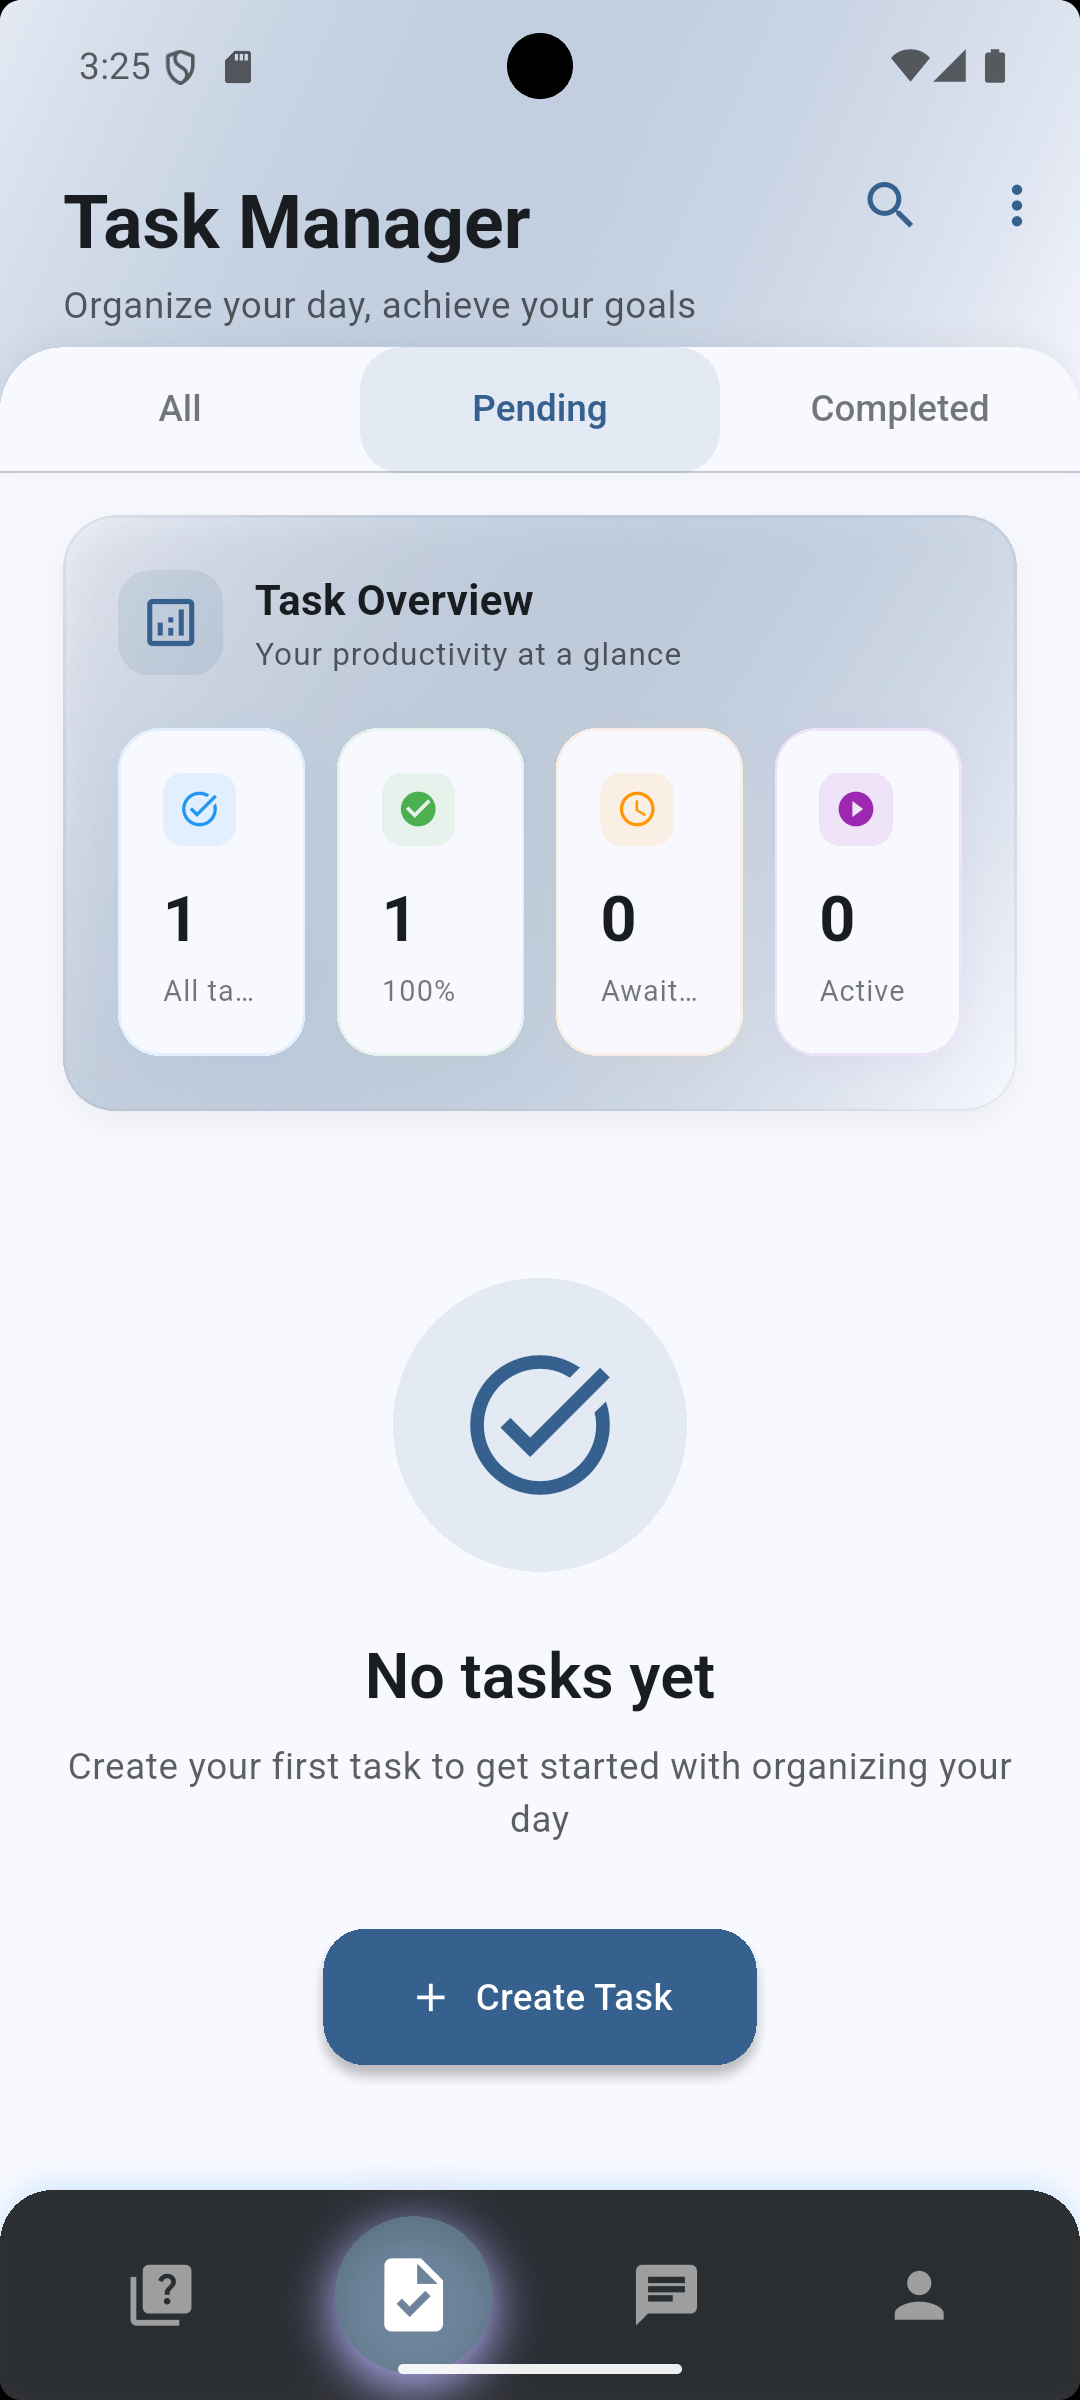 3:25
Task Manager
Organize your day, achieve your goals
All
Pending
Completed
Task Overview
Your productivity at a glance
1
1
0
0
All ta…
100%
Await…
Active
No tasks yet
Create your first task to get started with organizing your
day
Create Task